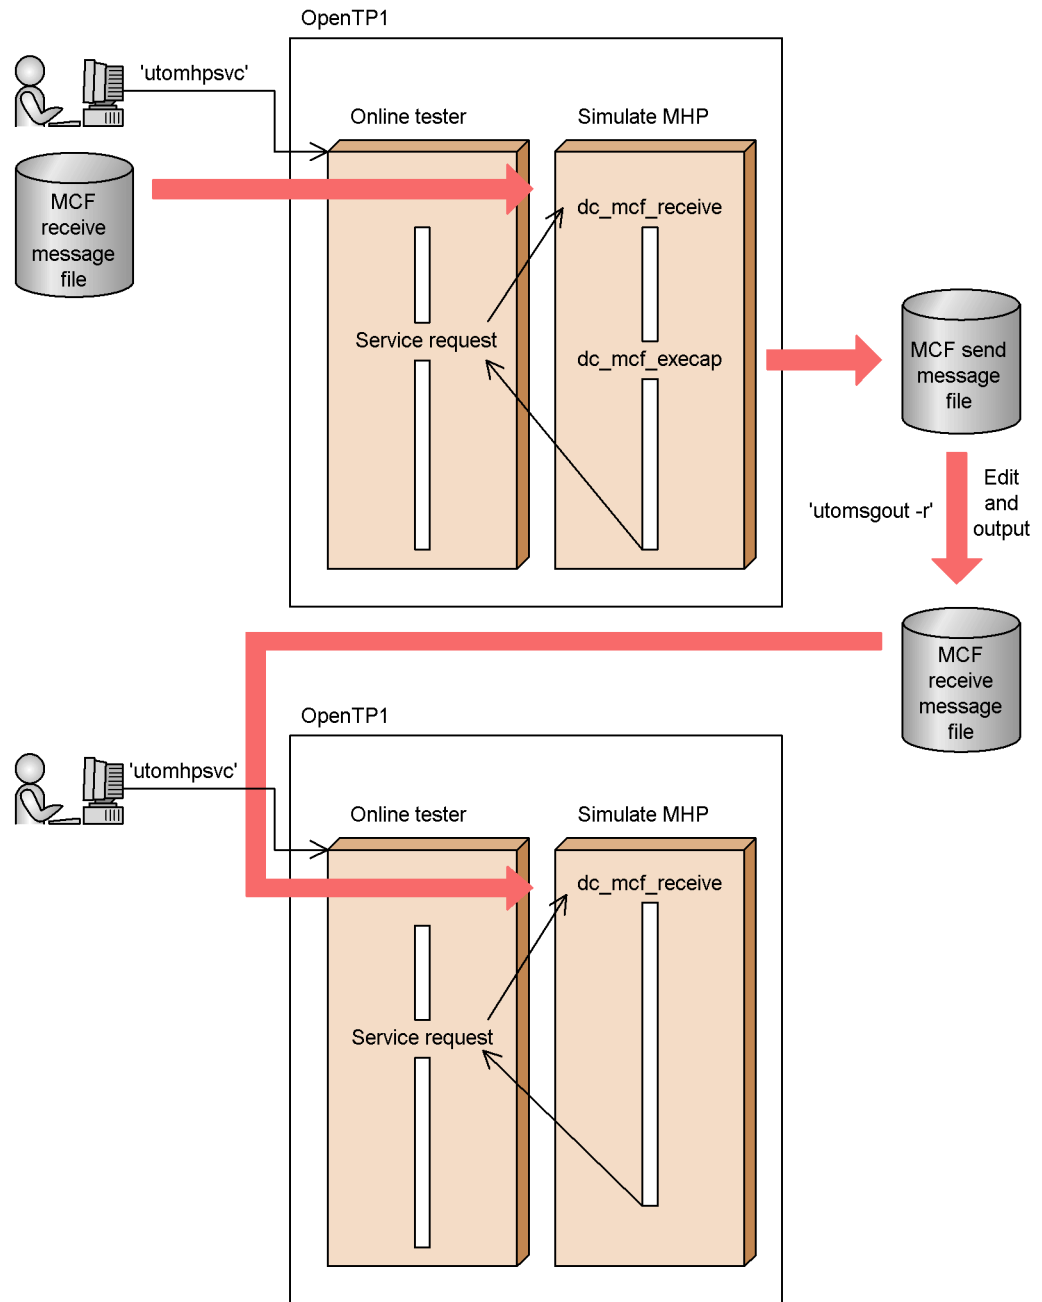 OpenTP1
'utomhpsvc'
Online tester
Simulate MHP
MCF
receive
message
file
dc_mcf_receive
Service request
dc_mcf_execap
MCF send
message
file
'utomsgout -r'
Edit
and
output
MCF
receive
message
file
OpenTP1
'utomhpsvc'
Online tester
Simulate MHP
dc_mcf_receive
Service request